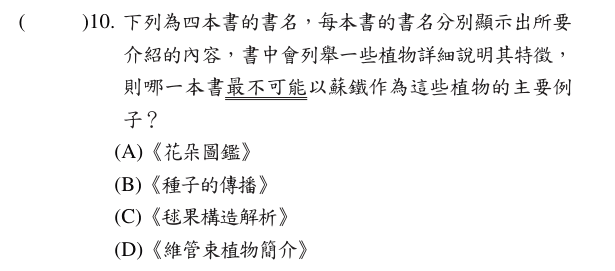 (　　)10. 下列為四本書的書名，每本書的書名分別顯示出所要
介紹的內容，書中會列舉一些植物詳細說明其特徵，
則哪一本書最不可能以蘇鐵作為這些植物的主要例
子？
(A)《花朵圖鑑》
(B)《種子的傳播》
(C)《毬果構造解析》
(D)《維管束植物簡介》